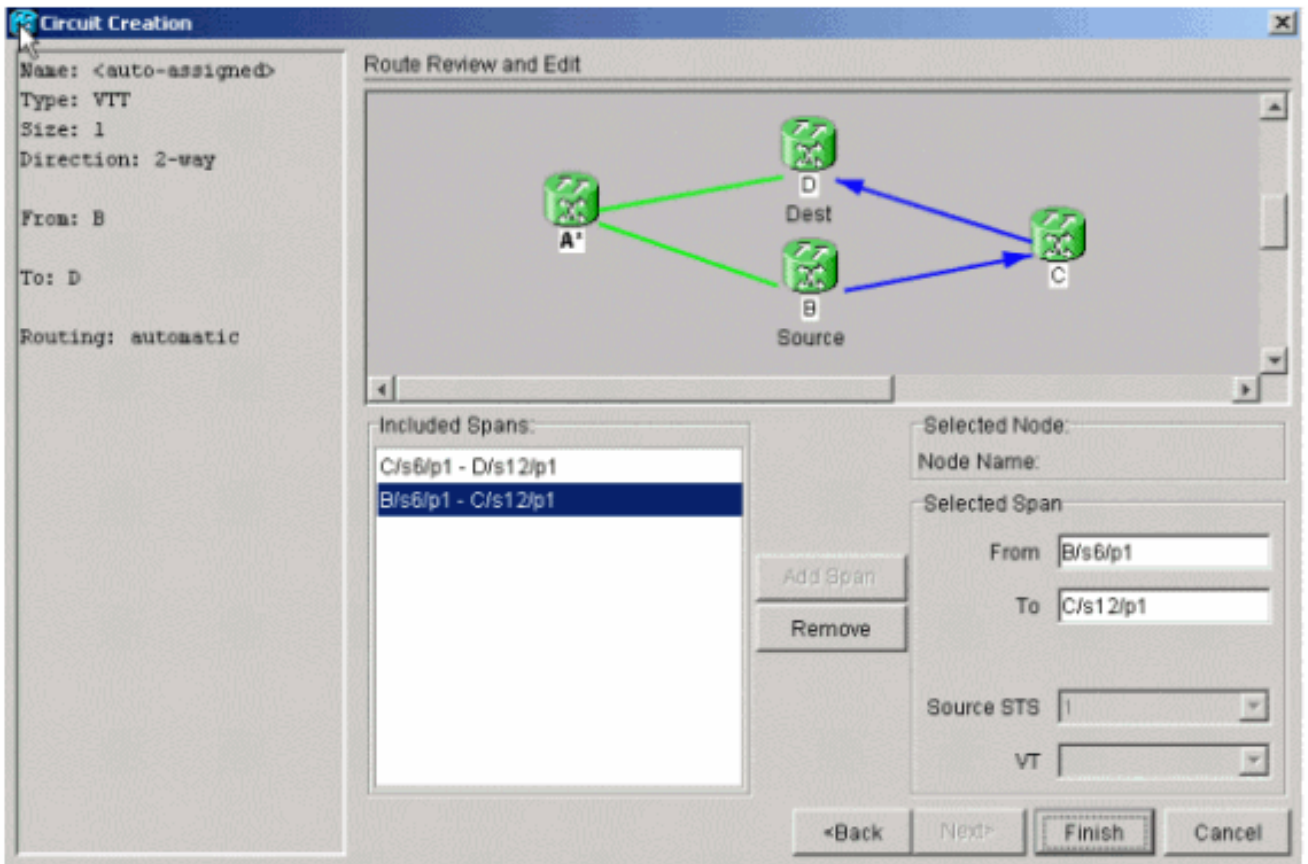 Circuit Creation
Name: <auto-assigned>
Type: VTT
Size: 1
Direction: 2-way
From: B
To: D
Routing: automatic
Route Review and Edit
D
Dest
A'
C
B
Source
Included Spans:
C/s6/p1 - D/s12/p1
B/s6/p1 - C/s12/p1
Add Span
Remove
Selected Node:
Node Name:
Selected Span
From B/s6/p1
To C/s12/p1
Source STS 1
VT
<Back Next> Finish Cancel